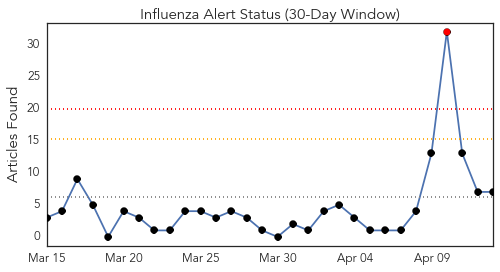 Influenza Alert Status (30-Day Window)
Articles Found
30
25
20
15
10
5
0
Mar 15
Mar 20
Mar 25
Mar 30
Apr 04
Apr 09